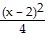 (x - 2)²
4